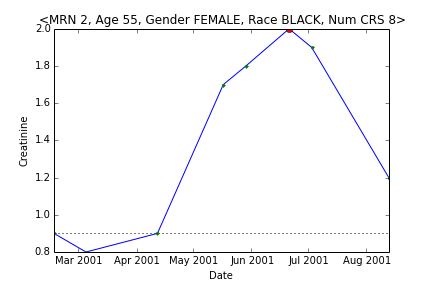 <MRN 2, Age 55, Gender FEMALE, Race BLACK, Num CRS 8>
2.0
1.8
1.6
1.4
1.2
1.0
0.8
Creatinine
Mar 2001 Apr 2001 May 2001 Jun 2001 Jul 2001 Aug 2001
Date